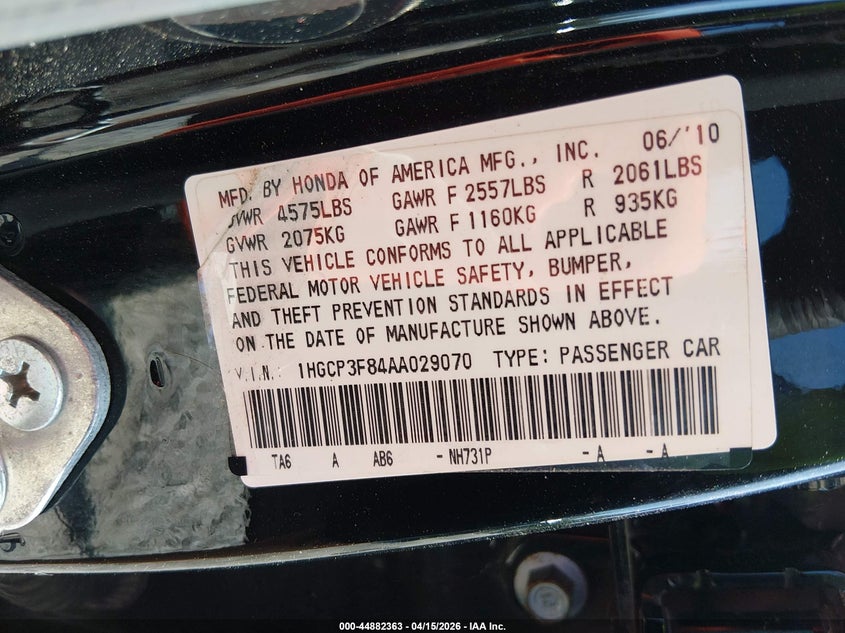 MFD. BY HONDA OF AMERICA MFG., INC. 06/'10
GVWR 4575LBS GAWR F 2557LBS R 2061LBS
GVWR 2075KG GAWR F 1160KG R 935KG
THIS VEHICLE CONFORMS TO ALL APPLICABLE
FEDERAL MOTOR VEHICLE SAFETY, BUMPER,
AND THEFT PREVENTION STANDARDS IN EFFECT
ON THE DATE OF MANUFACTURE SHOWN ABOVE.
V.I.N.: 1HGCP3F84AA029070 TYPE: PASSENGER CAR
TA6 A AB6 - NH731P - A - A
000-44882363 - 04/15/2026 - IAA Inc.